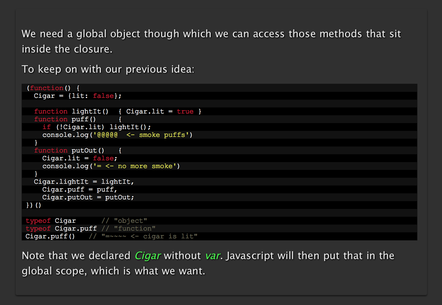 We need a global object though which we can access those methods that sit
inside the closure.
To keep on with our previous idea:
(function() {
  Cigar = {lit: false};
  function lightIt()  { Cigar.lit = true }
  function puff()     {
    if (!Cigar.lit) lightIt();
    console.log('@@@@@  <- smoke puffs')
  }
  function putOut()   {
    Cigar.lit = false;
    console.log('= <- no more smoke')
  }
  Cigar.lightIt = lightIt,
    Cigar.puff = puff,
    Cigar.putOut = putOut;
})()
typeof Cigar      // "object"
typeof Cigar.puff // "function"
Cigar.puff()   // "=~~~~ <- cigar is lit"
Note that we declared Cigar without var. Javascript will then put that in the
global scope, which is what we want.